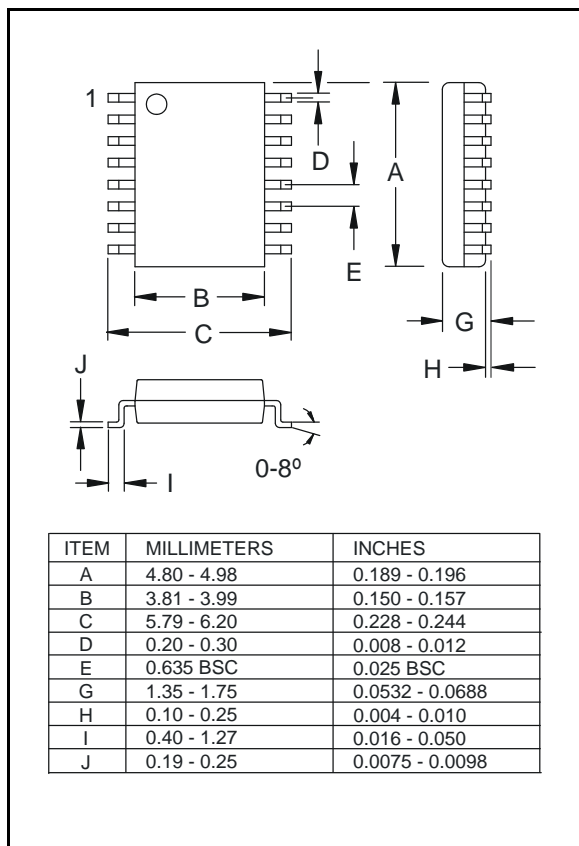 1
D
A
E
B
C
G
H
J
I
0-8º
ITEM MILLIMETERS INCHES
A 4.80 - 4.98 0.189 - 0.196
B 3.81 - 3.99 0.150 - 0.157
C 5.79 - 6.20 0.228 - 0.244
D 0.20 - 0.30 0.008 - 0.012
E 0.635 BSC 0.025 BSC
G 1.35 - 1.75 0.0532 - 0.0688
H 0.10 - 0.25 0.004 - 0.010
I 0.40 - 1.27 0.016 - 0.050
J 0.19 - 0.25 0.0075 - 0.0098